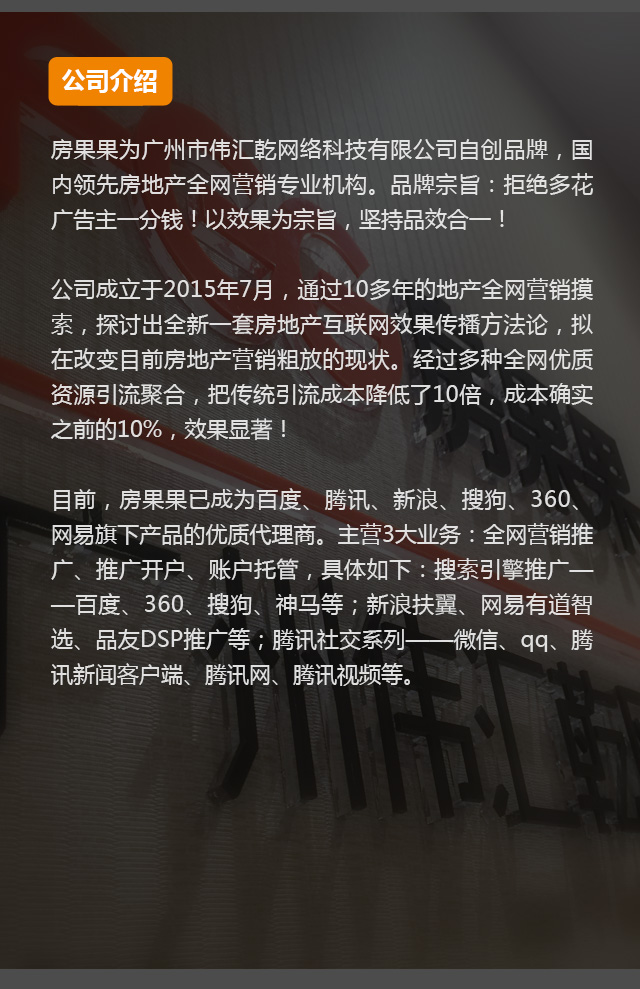 公司介绍
房果果为广州市伟汇乾网络科技有限公司自创品牌，国
内领先房地产全网营销专业机构。品牌宗旨：拒绝多花
广告主一分钱！以效果为宗旨，坚持品效合一！
公司成立于2015年7月，通过10多年的地产全网营销摸
索，探讨出全新一套房地产互联网效果传播方法论，拟
在改变目前房地产营销粗放的现状。经过多种全网优质
资源引流聚合，把传统引流成本降低了10倍，成本确实
之前的10%，效果显著！
目前，房果果已成为百度、腾讯、新浪、搜狗、360、
网易旗下产品的优质代理商。主营3大业务：全网营销推
广、推广开户、账户托管，具体如下：搜索引擎推广—
—百度、360、搜狗、神马等；新浪扶翼、网易有道智
选、品友DSP推广等；腾讯社交系列——微信、qq、腾
讯新闻客户端、腾讯网、腾讯视频等。
房果果
广州伟汇乾